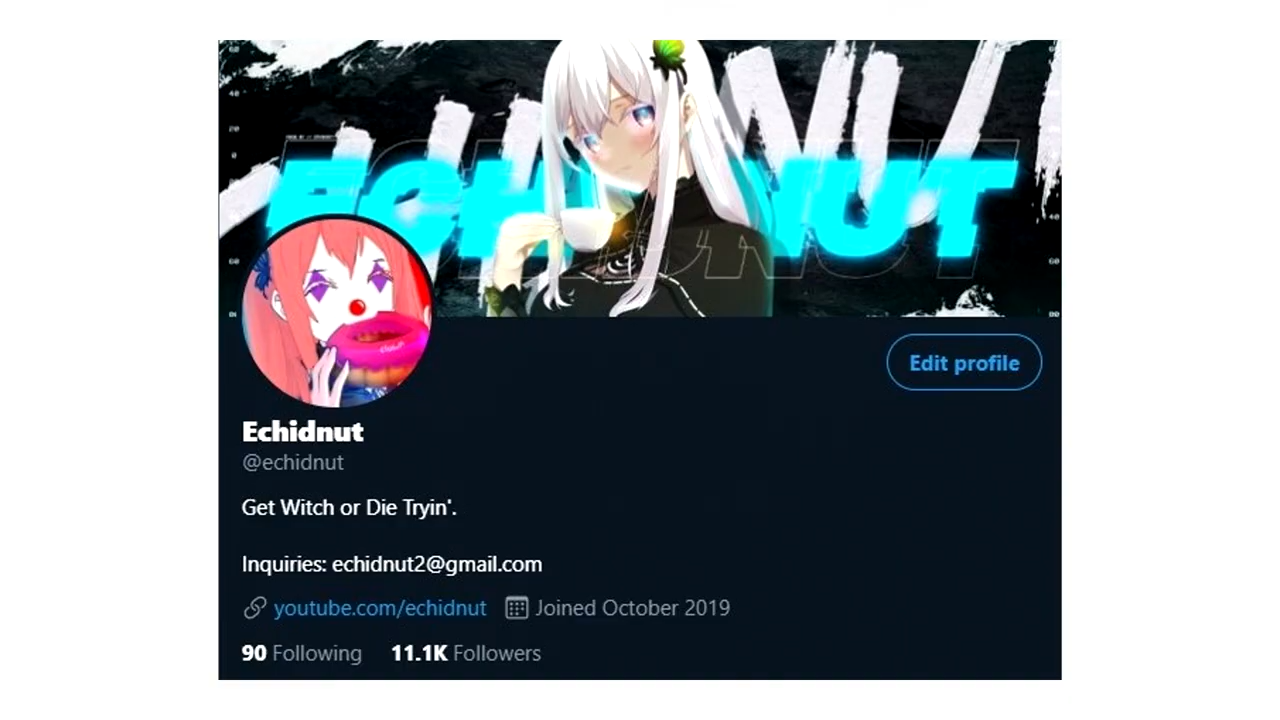 ECHIDNUT
Edit profile
Echidnut
@echidnut
Get Witch or Die Tryin'.
Inquiries: echidnut2@gmail.com
youtube.com/echidnut Joined October 2019
90 Following 11.1K Followers